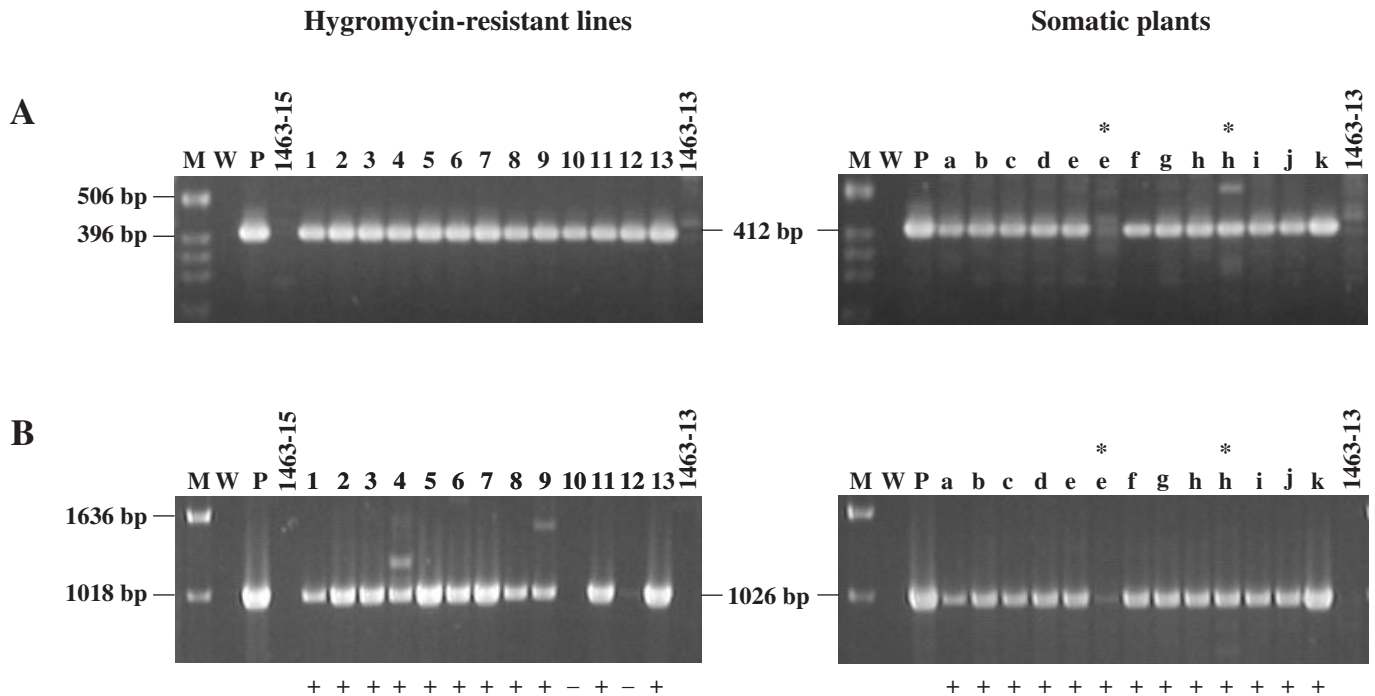 Hygromycin-resistant lines Somatic plants
A
1463-15 1463-13 * * 1463-13
M W P 1 2 3 4 5 6 7 8 9 10 11 12 13 M W P a b c d e e f g h h i j k
506 bp
396 bp 412 bp
B
1463-15 1463-13 * * 1463-13
M W P 1 2 3 4 5 6 7 8 9 10 11 12 13 M W P a b c d e e f g h h i j k
1636 bp
1018 bp 1026 bp
+ + + + + + + + + – + – + + + + + + + + + + + + + +